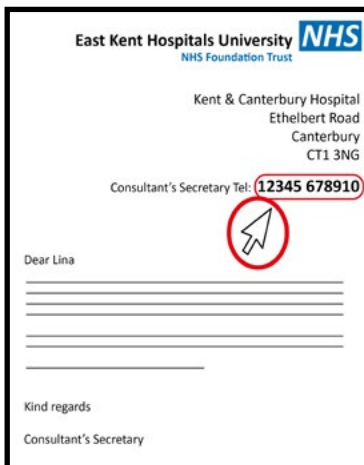 East Kent Hospitals University NHS
NHS Foundation Trust
Kent & Canterbury Hospital
Ethelbert Road
Canterbury
CT1 3NG
Consultant's Secretary Tel: 12345 678910
Dear Lina
Kind regards
Consultant's Secretary